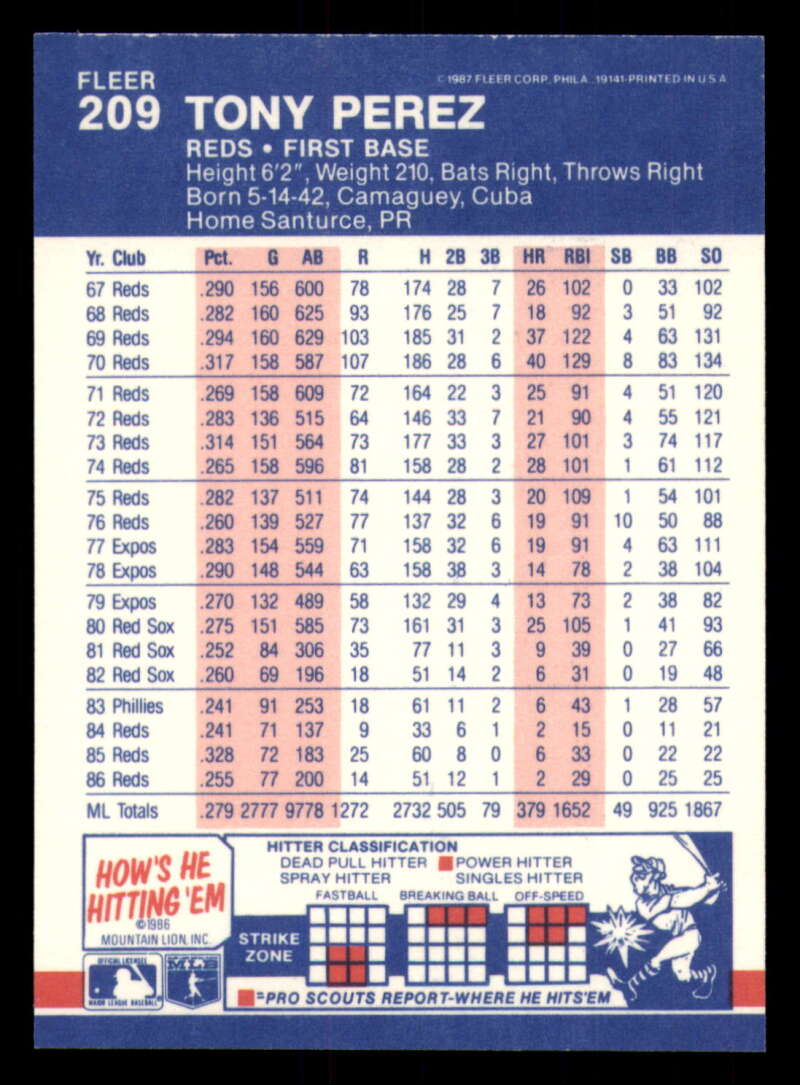 FLEER
209 TONY PEREZ
© 1987 FLEER CORP. PHILA. 19141-PRINTED IN U S A
REDS • FIRST BASE
Height 6'2", Weight 210, Bats Right, Throws Right
Born 5-14-42, Camaguey, Cuba
Home Santurce, PR
Yr. Club Pct. G AB R H 2B 3B HR RBI SB BB SO
67 Reds .290 156 600 78 174 28 7 26 102 0 33 102
68 Reds .282 160 625 93 176 25 7 18 92 3 51 92
69 Reds .294 160 629 103 185 31 2 37 122 4 63 131
70 Reds .317 158 587 107 186 28 6 40 129 8 83 134
71 Reds .269 158 609 72 164 22 3 25 91 4 51 120
72 Reds .283 136 515 64 146 33 7 21 90 4 55 121
73 Reds .314 151 564 73 177 33 3 27 101 3 74 117
74 Reds .265 158 596 81 158 28 2 28 101 1 61 112
75 Reds .282 137 511 74 144 28 3 20 109 1 54 101
76 Reds .260 139 527 77 137 32 6 19 91 10 50 88
77 Expos .283 154 559 71 158 32 6 19 91 4 63 111
78 Expos .290 148 544 63 158 38 3 14 78 2 38 104
79 Expos .270 132 489 58 132 29 4 13 73 2 38 82
80 Red Sox .275 151 585 73 161 31 3 25 105 1 41 93
81 Red Sox .252 84 306 35 77 11 3 9 39 0 27 66
82 Red Sox .260 69 196 18 51 14 2 6 31 0 19 48
83 Phillies .241 91 253 18 61 11 2 6 43 1 28 57
84 Reds .241 71 137 9 33 6 1 2 15 0 11 21
85 Reds .328 72 183 25 60 8 0 6 33 0 22 22
86 Reds .255 77 200 14 51 12 1 2 29 0 25 25
ML Totals .279 2777 9778 1272 2732 505 79 379 1652 49 925 1867
HOW'S HE
HITTING 'EM
©1986
MOUNTAIN LION, INC.
HITTER CLASSIFICATION
DEAD PULL HITTER POWER HITTER
SPRAY HITTER SINGLES HITTER
FASTBALL BREAKING BALL OFF-SPEED
STRIKE
ZONE
=PRO SCOUTS REPORT-WHERE HE HITS 'EM
OFFICIAL LICENSEE
MAJOR LEAGUE BASEBALL